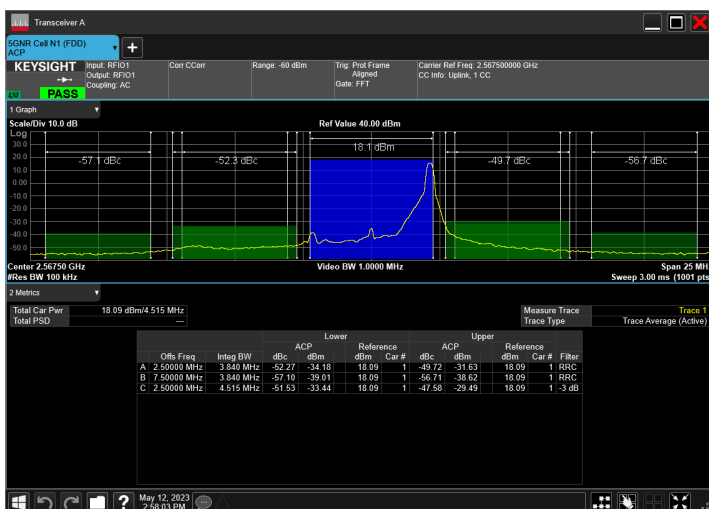 Transceiver A
5GNR Cell N1 (FDD)
ACP
KEYSIGHT
PASS
Input: RFIO1
Output: RFIO1
Coupling: AC
Corr CCorr
Range: -60 dBm
Trig: Prot Frame
Aligned
Gate: FFT
Carrier Ref Freq: 2.567500000 GHz
CC Info: Uplink, 1 CC
1 Graph
Scale/Div 10.0 dB
Ref Value 40.00 dBm
Log
30.0
20.0
10.0
0.00
-10.0
-20.0
-30.0
-40.0
-50.0
-57.1 dBc
-52.3 dBc
18.1 dBm
-49.7 dBc
-56.7 dBc
Center 2.56750 GHz
Video BW 1.0000 MHz
Span 25 MH
#Res BW 100 kHz
Sweep 3.00 ms (1001 pts
2 Metrics
Total Car Pwr 18.09 dBm/4.515 MHz
Total PSD ---
Measure Trace Trace 1
Trace Type Trace Average (Active)
Lower Upper
ACP Reference ACP Reference
Offs Freq Integ BW dBc dBm dBm Car # dBc dBm dBm Car # Filter
A 2.50000 MHz 3.840 MHz -52.27 -34.18 18.09 1 -49.72 -31.63 18.09 1 RRC
B 7.50000 MHz 3.840 MHz -57.10 -39.01 18.09 1 -56.71 -38.62 18.09 1 RRC
C 2.50000 MHz 4.515 MHz -51.53 -33.44 18.09 1 -47.58 -29.49 18.09 1 -3 dB
May 12, 2023
2:58:03 PM